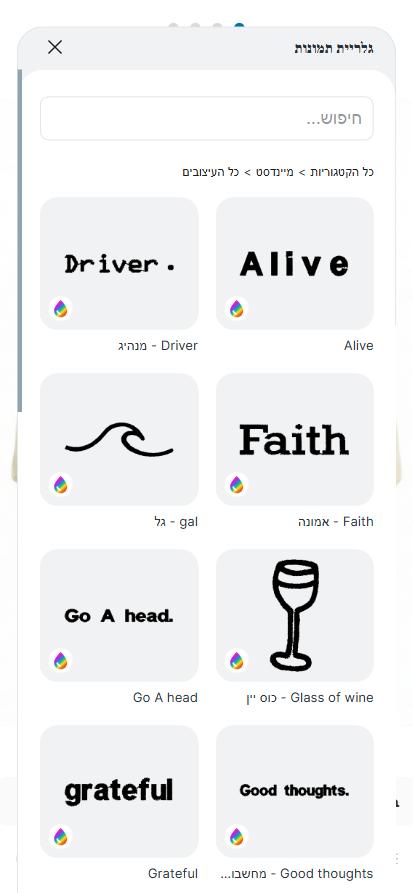 גלריית תמונות
חיפוש...
כל הקטגוריות > מיינדסט > כל העיצובים
Alive
Driver.
Alive
Driver - מנהיג
Faith
Faith - אמונה
gal - גל
Go A head.
Glass of wine - כוס יין
Go A head
Good thoughts.
grateful
Good thoughts - מחשבו...
Grateful